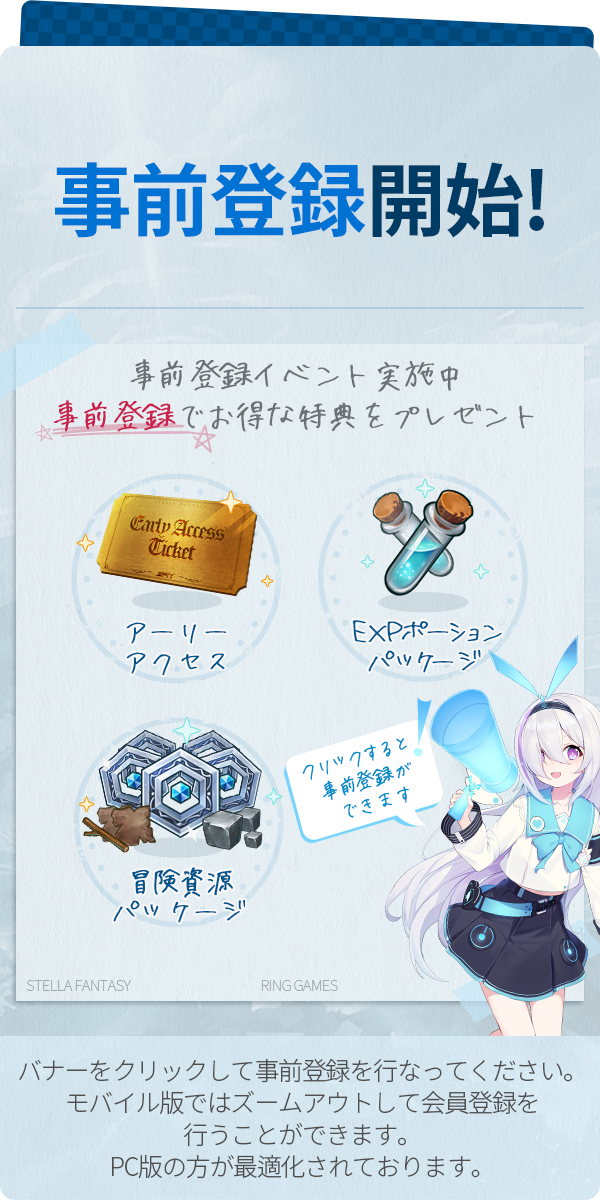 事前登録開始!
事前登録イベント実施中
事前登録でお得な特典をプレゼント
Early Access
Ticket
アーリー
アクセス
EXPポーション
パッケージ
クリックすると
事前登録が
できます
冒険資源
パッケージ
STELLA FANTASY
RING GAMES
バナーをクリックして事前登録を行なってください。
モバイル版ではズームアウトして会員登録を
行うことができます。
PC版の方が最適化されております。